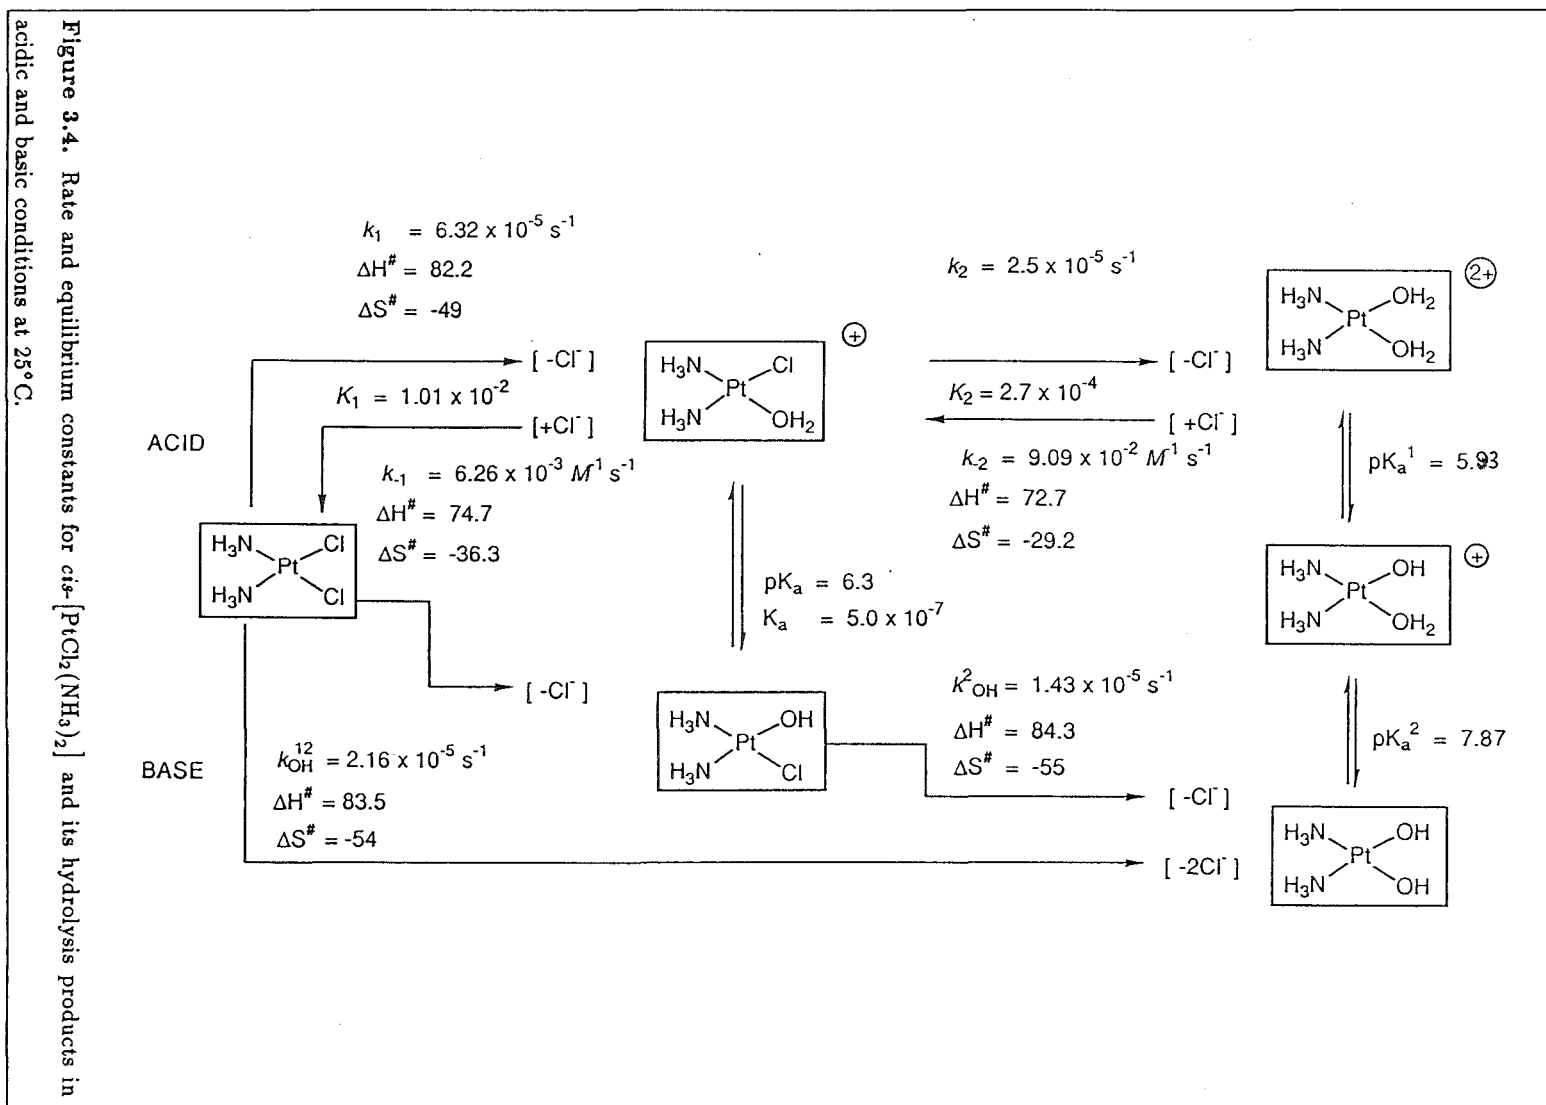 Figure 3.4. Rate and equilibrium constants for cis-[PtCl₂(NH₃)₂] and its hydrolysis products in
acidic and basic conditions at 25°C.
k₁ = 6.32 x 10⁻⁵ s⁻¹
ΔH# = 82.2
ΔS# = -49
[ -Cl⁻]
K₁ = 1.01 x 10⁻²
[+Cl⁻]
k₋₁ = 6.26 x 10⁻³ M⁻¹ s⁻¹
ΔH# = 74.7
ΔS# = -36.3
ACID
H₃N Cl
Pt
H₃N Cl
BASE
[ -Cl⁻]
k¹²OH = 2.16 x 10⁻⁵ s⁻¹
ΔH# = 83.5
ΔS# = -54
+
H₃N Cl
Pt
H₃N OH₂
pKa = 6.3
Ka = 5.0 x 10⁻⁷
H₃N OH
Pt
H₃N Cl
k₂ = 2.5 x 10⁻⁵ s⁻¹
[ -Cl⁻]
K₂ = 2.7 x 10⁻⁴
[ +Cl⁻]
k₋₂ = 9.09 x 10⁻² M⁻¹ s⁻¹
ΔH# = 72.7
ΔS# = -29.2
k²OH = 1.43 x 10⁻⁵ s⁻¹
ΔH# = 84.3
ΔS# = -55
[ -Cl⁻]
[ -2Cl⁻]
2+
H₃N OH₂
Pt
H₃N OH₂
pKa¹ = 5.93
+
H₃N OH
Pt
H₃N OH₂
pKa² = 7.87
H₃N OH
Pt
H₃N OH